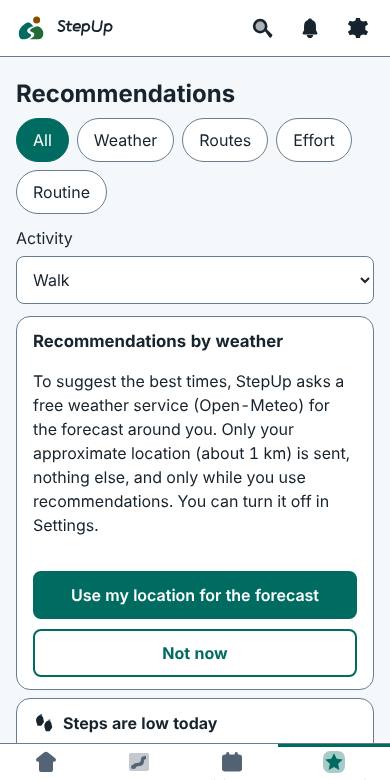 StepUp
Recommendations
All
Weather
Routes
Effort
Routine
Activity
Walk
Recommendations by weather
To suggest the best times, StepUp asks a
free weather service (Open-Meteo) for
the forecast around you. Only your
approximate location (about 1 km) is sent,
nothing else, and only while you use
recommendations. You can turn it off in
Settings.
Use my location for the forecast
Not now
Steps are low today